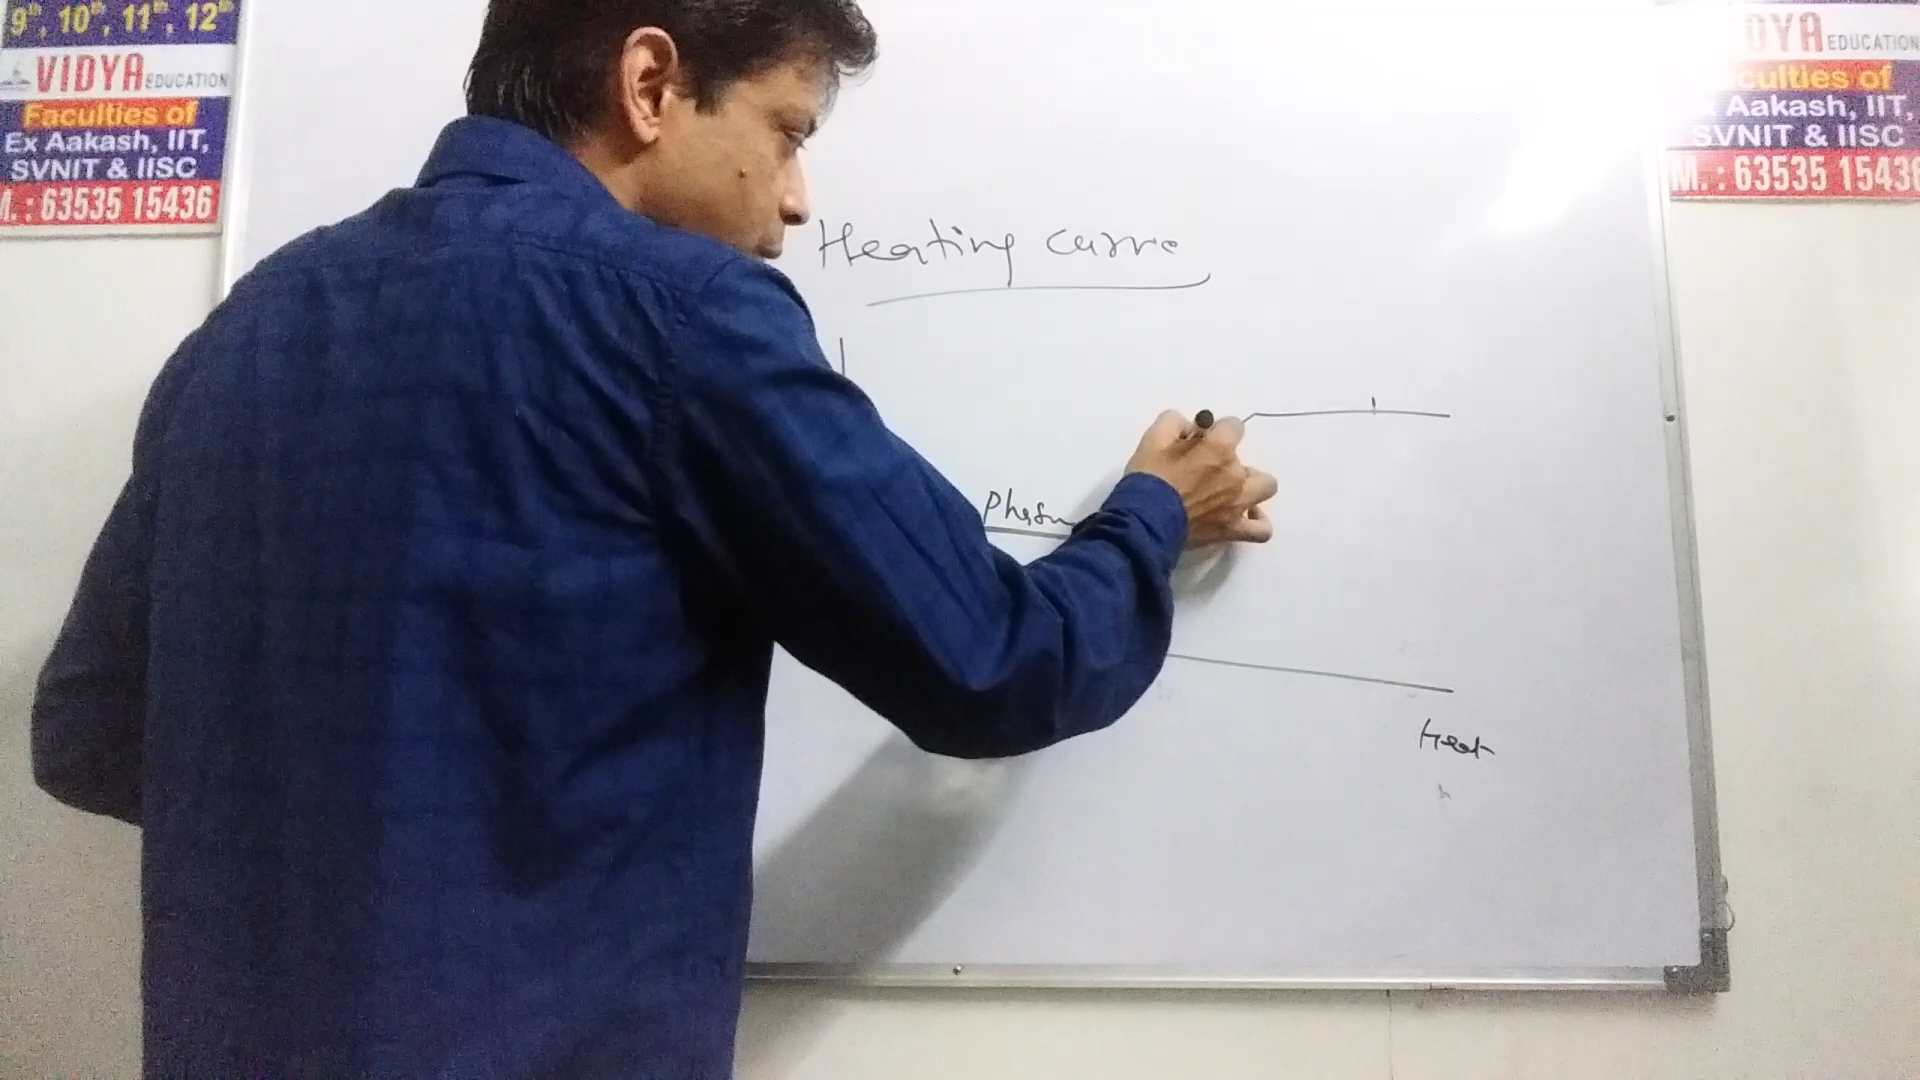 9th, 10th, 11th, 12th
VIDYA EDUCATION
Faculties of
Ex Aakash, IIT,
SVNIT & IISC
M.: 63535 15436
DYA EDUCATION
culties of
Aakash, IIT,
SVNIT & IISC
M.: 63535 1543
Heating curve
Heat